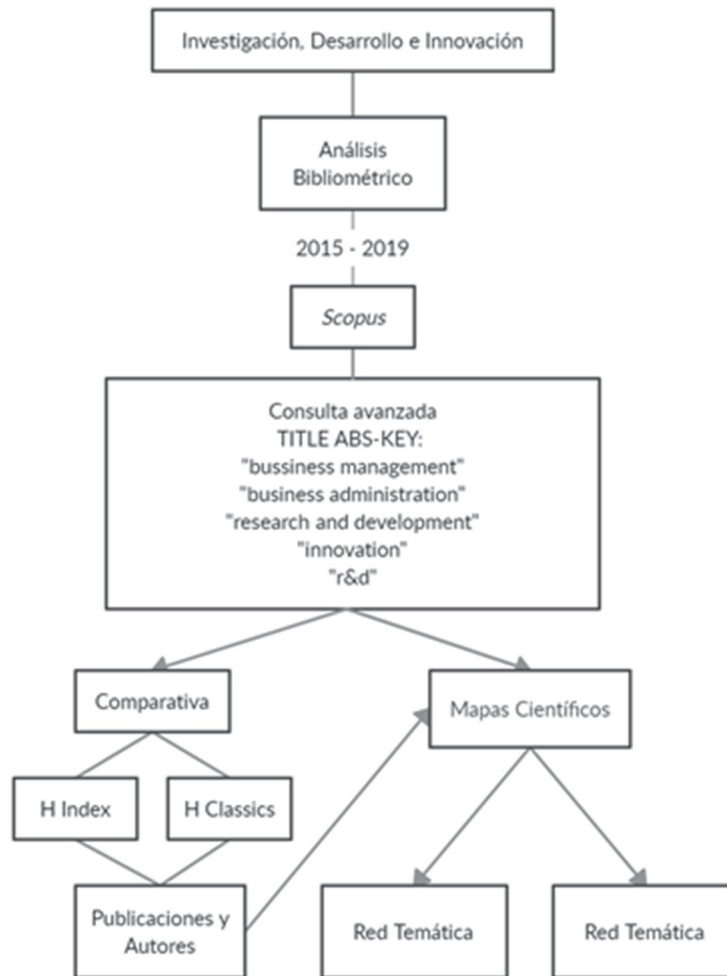 Investigación, Desarrollo e Innovación
Análisis
Bibliométrico
2015 - 2019
Scopus
Consulta avanzada
TITLE ABS-KEY:
"bussiness management"
"business administration"
"research and development"
"innovation"
"r&d"
Comparativa
Mapas Científicos
H Index
H Classics
Publicaciones y
Autores
Red Temática
Red Temática